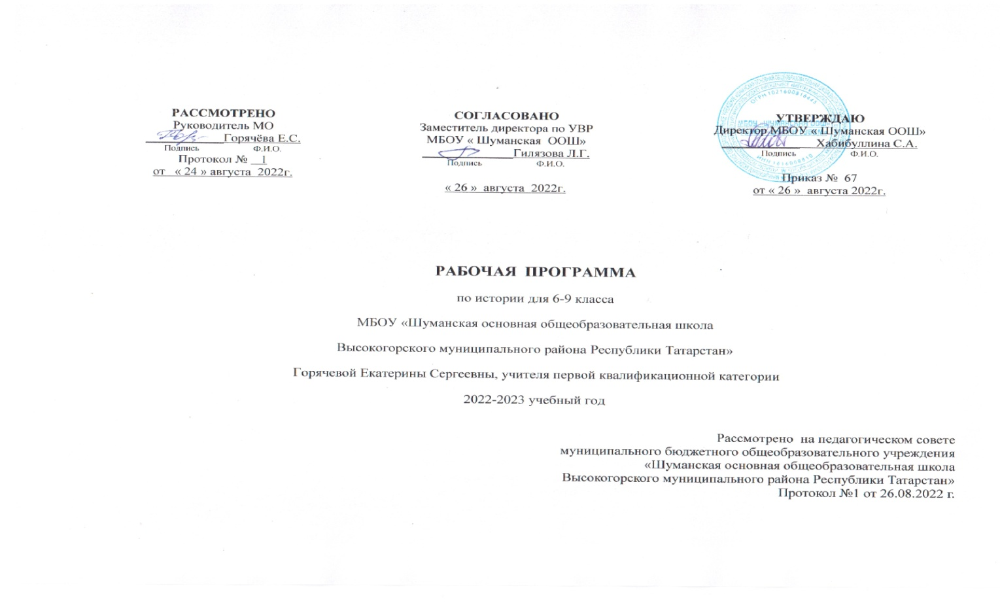 РАССМОТРЕНО
Руководитель МО
Горячёва Е.С.
Подпись Ф.И.О.
Протокол № 1
от « 24 » августа 2022г.
СОГЛАСОВАНО
Заместитель директора по УВР
МБОУ « Шуманская ООШ»
Гилязова Л.Г.
Подпись Ф.И.О.
« 26 » августа 2022г.
УТВЕРЖДАЮ
Директор МБОУ « Шуманская ООШ»
Хабибуллина С.А.
Подпись Ф.И.О.
Приказ № 67
от « 26 » августа 2022г.
РАБОЧАЯ ПРОГРАММА
по истории для 6-9 класса
МБОУ «Шуманская основная общеобразовательная школа
Высокогорского муниципального района Республики Татарстан»
Горячевой Екатерины Сергеевны, учителя первой квалификационной категории
2022-2023 учебный год
Рассмотрено на педагогическом совете
муниципального бюджетного общеобразовательного учреждения
«Шуманская основная общеобразовательная школа
Высокогорского муниципального района Республики Татарстан»
Протокол №1 от 26.08.2022 г.